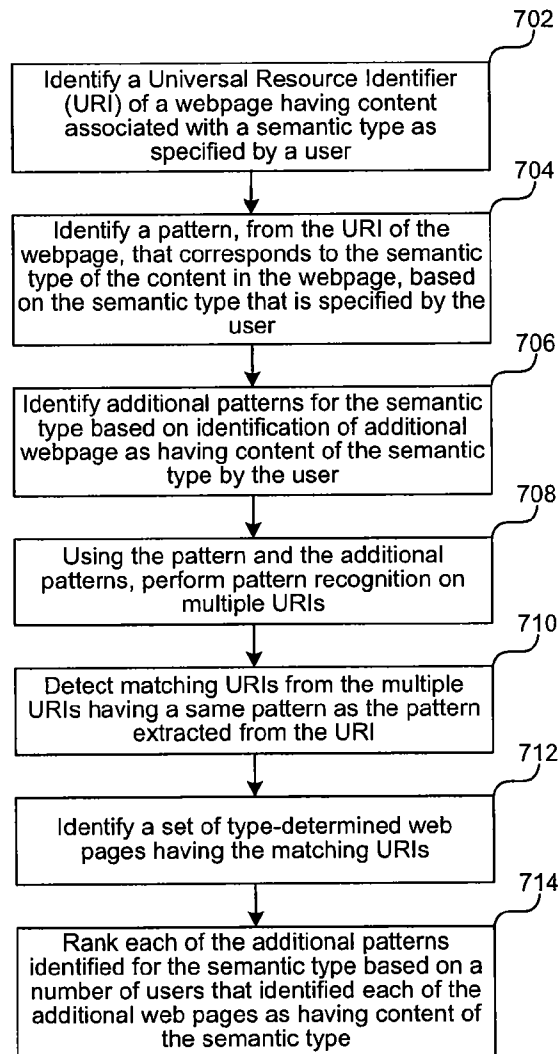 702
Identify a Universal Resource Identifier
(URI) of a webpage having content
associated with a semantic type as
specified by a user
704
Identify a pattern, from the URI of the
webpage, that corresponds to the
semantic type of the content in the
webpage, based on the semantic type that is specified by the
user
706
Identify additional patterns for the semantic
type based on identification of additional
webpage as having content of the semantic
type by the user
708
Using the pattern and the additional
patterns, perform pattern recognition on
multiple URIs
710
Detect matching URIs from the multiple
URIs having a same pattern as the pattern
extracted from the URI
712
Identify a set of type-determined web
pages having the matching URIs
714
Rank each of the additional patterns
identified for the semantic type based on a
number of users that identified each of the
additional web pages as having content of
the semantic type